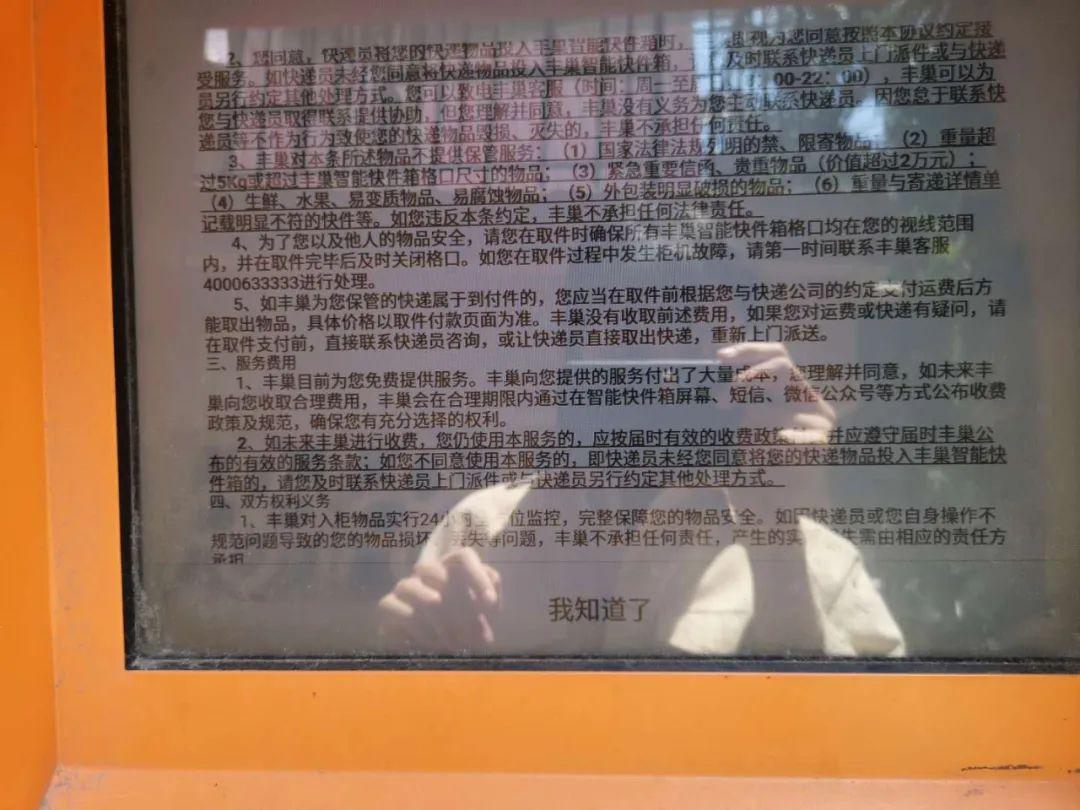 2、您同意，快递员将您的快递物品投入丰巢智能快件箱时，视为您同意按照本协议约定接
受服务。如快递员未经您同意将快递物品投入丰巢智能快件箱，及时联系快递员上门派件或与快递
员另行约定其他处理方式。您可以致电丰巢客服（时间：周一至周 00-22：00），丰巢可以为
您与快递员取得联系提供协助，但您理解并同意，丰巢没有义务为您主动联系快递员。因您怠于联系快
递员等不作为行为致使您的快递物品毁损、灭失的，丰巢不承担任何责任。
3、丰巢对本条所述物品不提供保管服务：（1）国家法律法规列明的禁、限寄物品；（2）重量超
过5Kg或超过丰巢智能快件箱格口尺寸的物品；（3）紧急重要信函、贵重物品（价值超过2万元）；
（4）生鲜、水果、易变质物品、易腐蚀物品；（5）外包装明显破损的物品；（6）重量与寄递详情单
记载明显不符的快件等。如您违反本条约定，丰巢不承担任何法律责任。
4、为了您以及他人的物品安全，请您在取件时确保所有丰巢智能快件箱格口均在您的视线范围
内，并在取件完毕后及时关闭格口。如您在取件过程中发生柜机故障，请第一时间联系丰巢客服
4000633333进行处理。
5、如丰巢为您保管的快递属于到付件的，您应当在取件前根据您与快递公司的约定支付运费后方
能取出物品，具体价格以取件付款页面为准。丰巢没有收取前述费用，如果您对运费或快递有疑问，请
在取件支付前，直接联系快递员咨询，或让快递员直接取出快递，重新上门派送。
三、服务费用
1、丰巢目前为您免费提供服务。丰巢向您提供的服务付出了大量成本，您理解并同意，如未来丰
巢向您收取合理费用，丰巢会在合理期限内通过在智能快件箱屏幕、短信、微信公众号等方式公布收费
政策及规范，确保您有充分选择的权利。
2、如未来丰巢进行收费，您仍使用本服务的，应按届时有效的收费政策 并应遵守届时丰巢公
布的有效的服务条款；如您不同意使用本服务的，即快递员未经您同意将您的快递物品投入丰巢智能快
件箱的，请您及时联系快递员上门派件或与快递员另行约定其他处理方式。
四、双方权利义务
1、丰巢对入柜物品实行24小时 位监控，完整保障您的物品安全。如因快递员或您自身操作不
规范问题导致的您的物品损坏、丢失等问题，丰巢不承担任何责任，产生的实 失需由相应的责任方
承担
我知道了